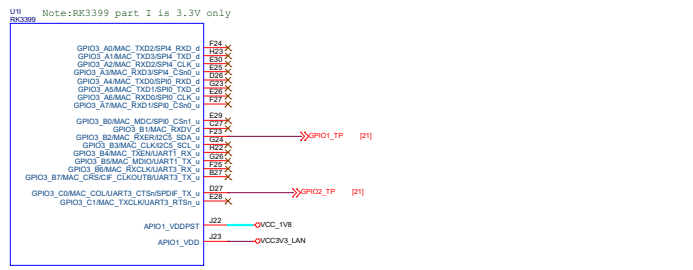 U1I
RK3399
Note:RK3399 part I is 3.3V only
GPIO3_A0/MAC_TXD2/SPI4_RXD_d F24
GPIO3_A1/MAC_TXD3/SPI4_TXD_d H23
GPIO3_A2/MAC_RXD2/SPI4_CLK_u E30
GPIO3_A3/MAC_RXD3/SPI4_CSn0_u E25
GPIO3_A4/MAC_TXD0/SPI0_RXD_d D26
GPIO3_A5/MAC_TXD1/SPI0_TXD_d G23
GPIO3_A6/MAC_RXD0/SPI0_CLK_u E26
GPIO3_A7/MAC_RXD1/SPI0_CSn0_u F27
GPIO3_B0/MAC_MDC/SPI0_CSn1_u E29
GPIO3_B1/MAC_RXDV_d C27
GPIO3_B2/MAC_RXER/I2C5_SDA_u F23 GPIO1_TP [21]
GPIO3_B3/MAC_CLK/I2C5_SCL_u G24
GPIO3_B4/MAC_TXEN/UART1_RX_u H22
GPIO3_B5/MAC_MDIO/UART1_TX_u G26
GPIO3_B6/MAC_RXCLK/UART3_RX_u F25
GPIO3_B7/MAC_CRS/CIF_CLKOUTB/UART3_TX_u B27
GPIO3_C0/MAC_COL/UART3_CTSn/SPDIF_TX_u D27 GPIO2_TP [21]
GPIO3_C1/MAC_TXCLK/UART3_RTSn_u E28
APIO1_VDDPST J22 VCC_1V8
APIO1_VDD J23 VCC3V3_LAN